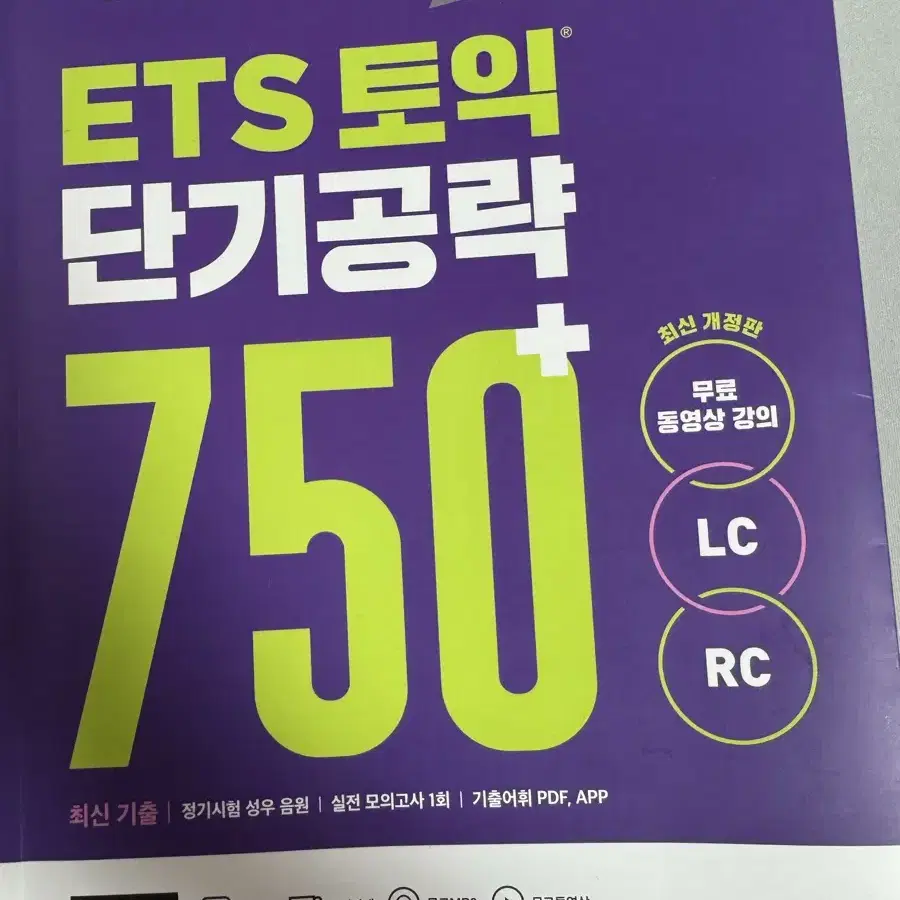 ETS 토익®
단기공략
750+
최신 개정판
무료
동영상 강의
LC
RC
최신 기출 | 정기시험 성우 음원 | 실전 모의고사 1회 | 기출어휘 PDF, APP